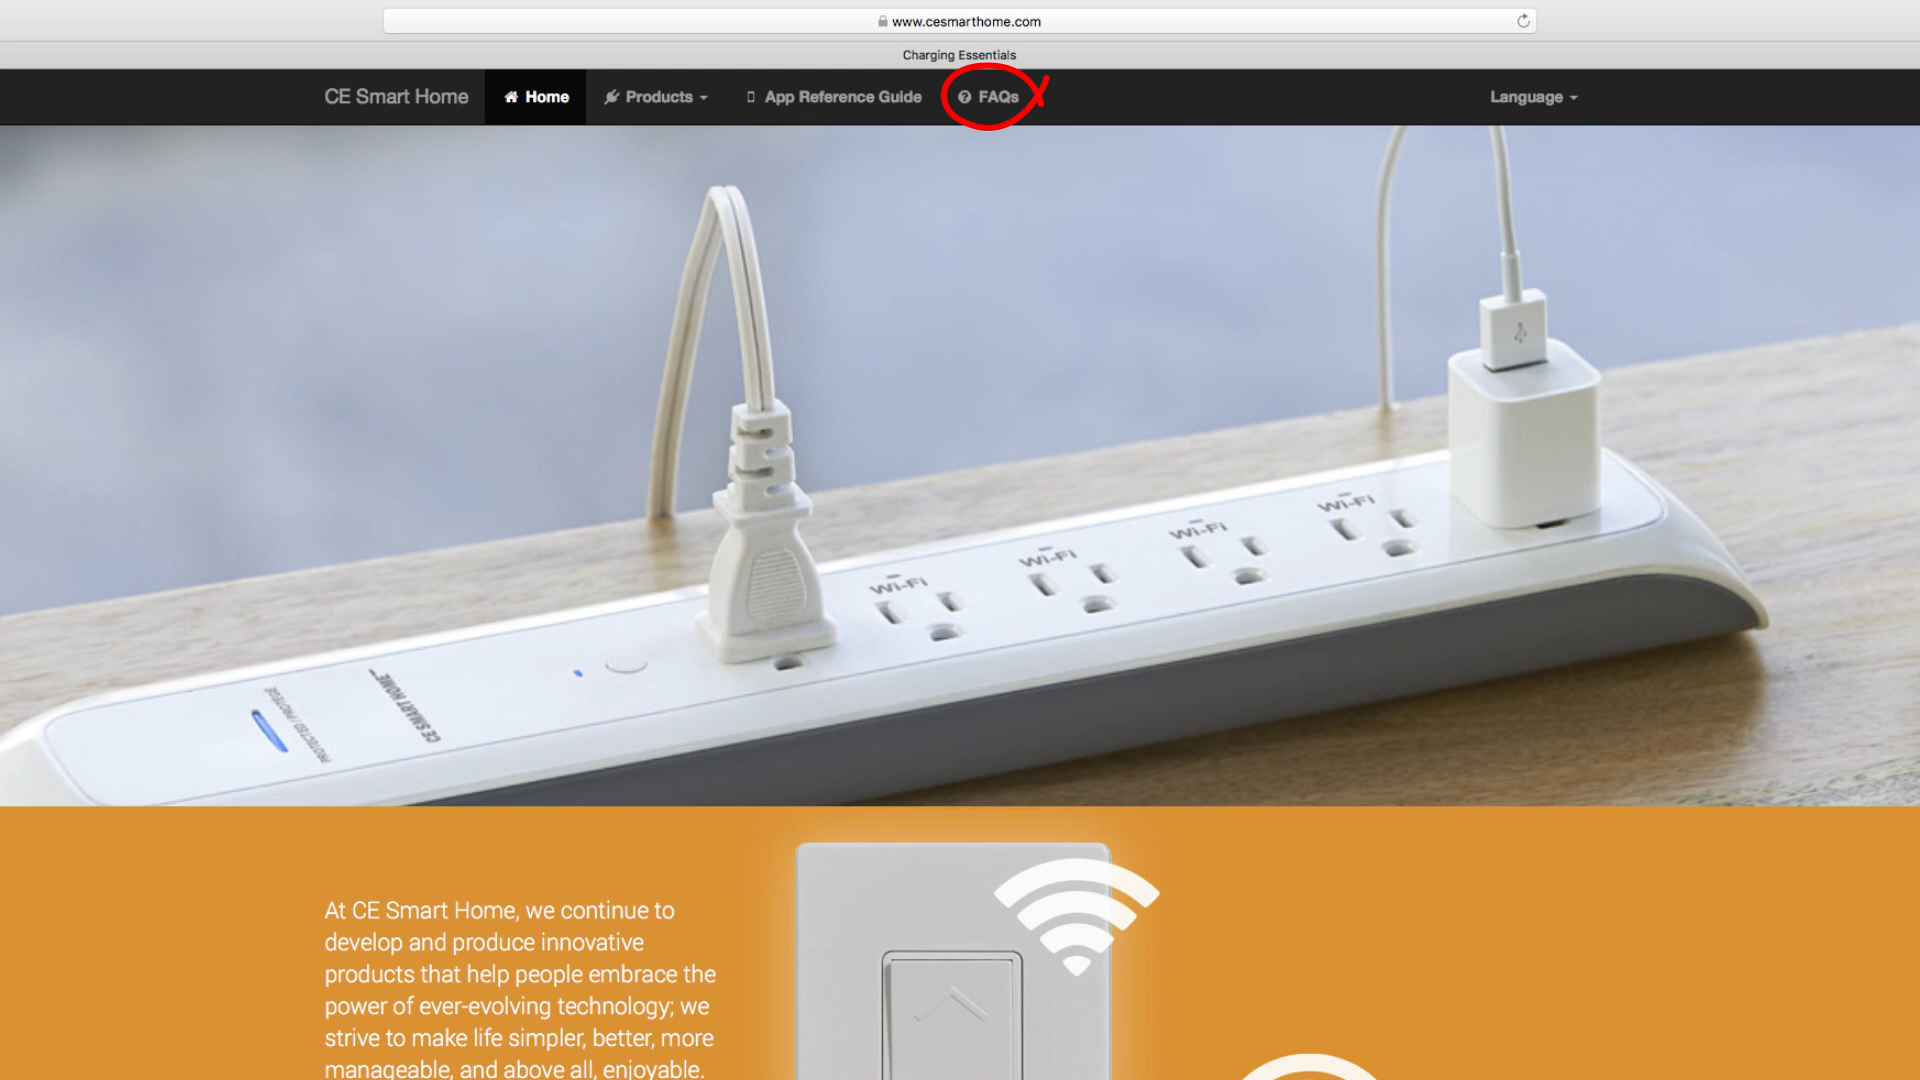 www.cesmarthome.com
Charging Essentials
CE Smart Home
Home
Products
App Reference Guide
FAQs
Language
Wi-Fi
Wi-Fi
Wi-Fi
Wi-Fi
CE SMART HOME™
PROTECTED / PROTÉGÉ
At CE Smart Home, we continue to
develop and produce innovative
products that help people embrace the
power of ever-evolving technology; we
strive to make life simpler, better, more
manageable, and above all, enjoyable.